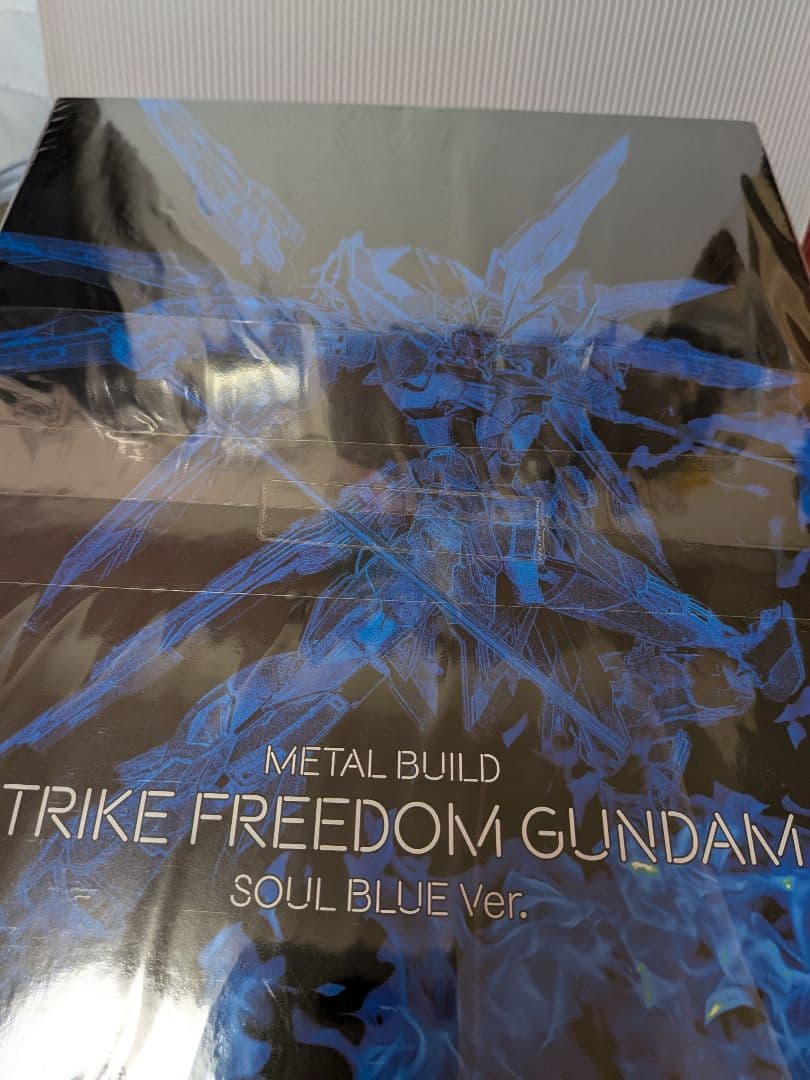 METAL BUILD
TRIKE FREEDOM GUNDAM
SOUL BLUE Ver.